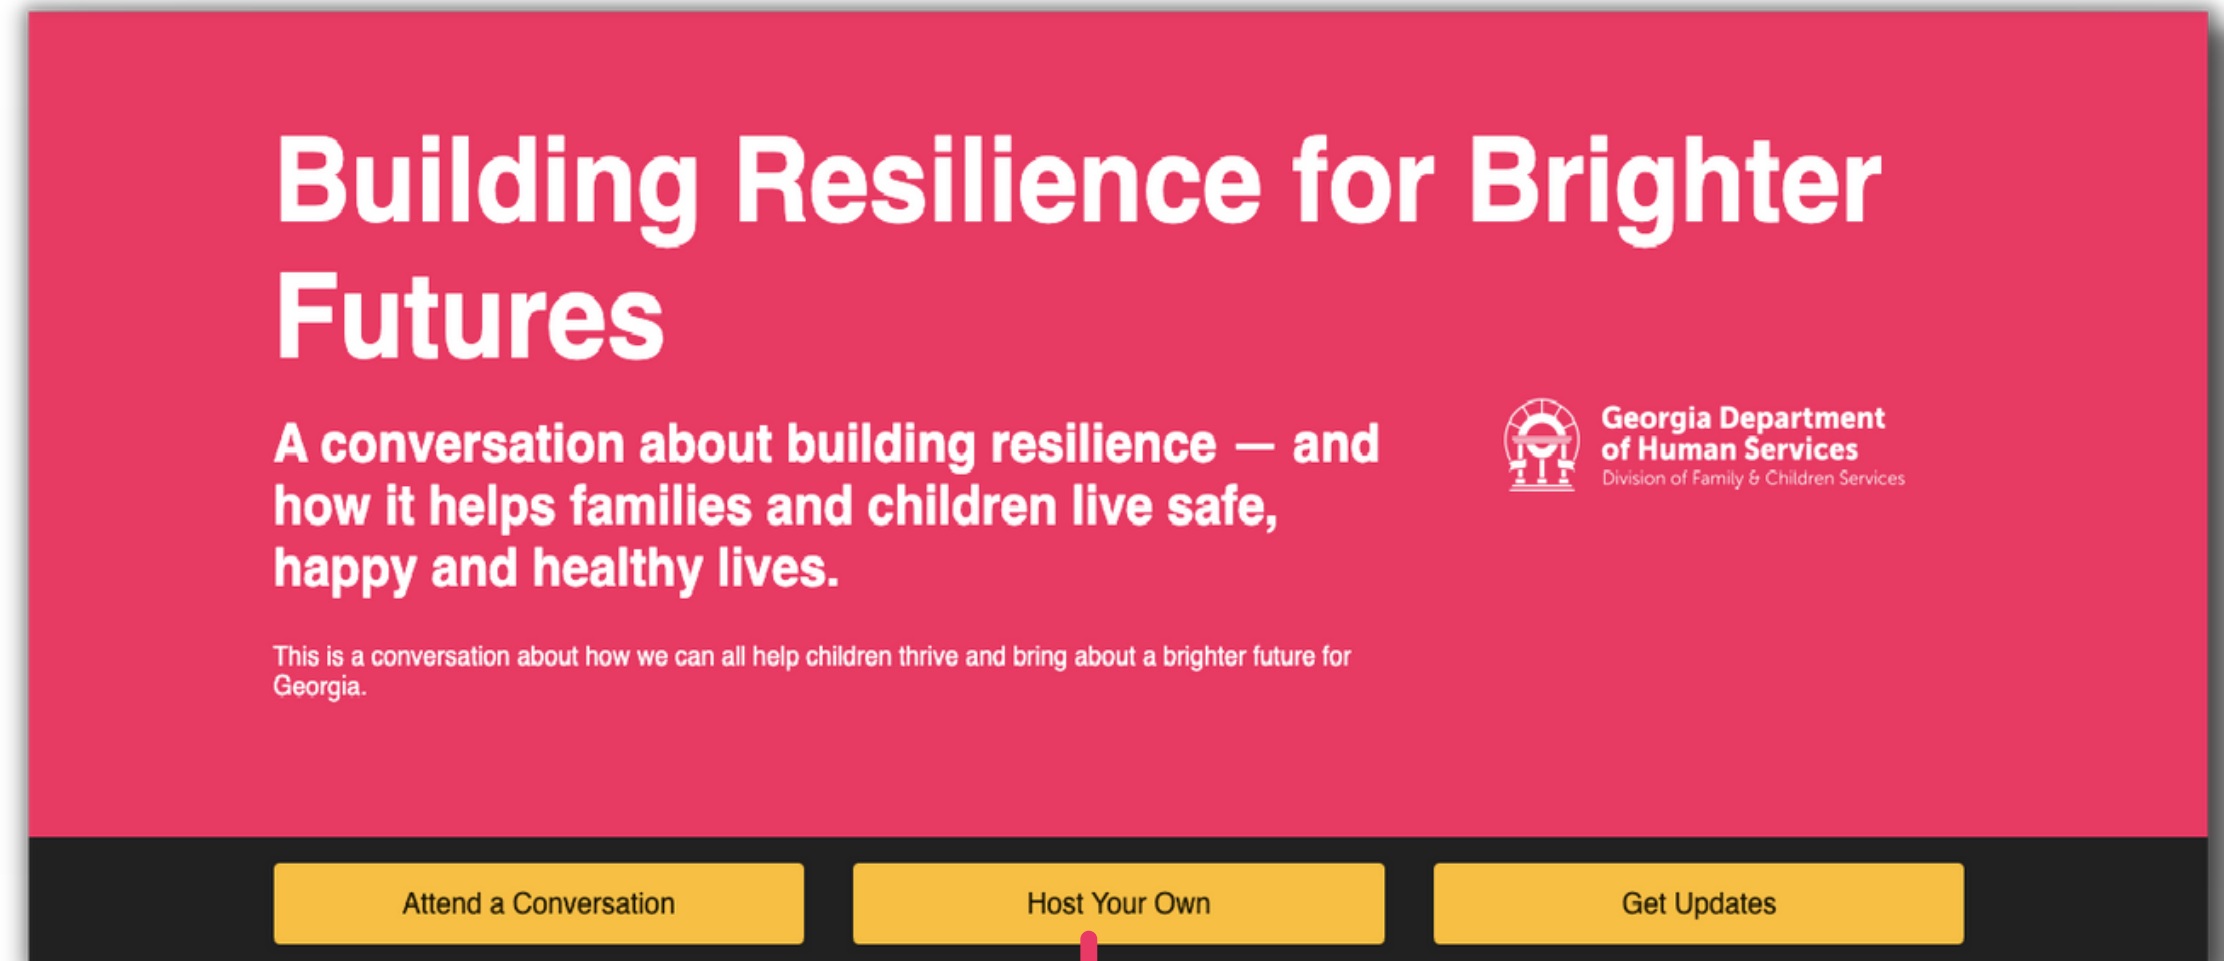 Building Resilience for Brighter
Futures
A conversation about building resilience — and
how it helps families and children live safe,
happy and healthy lives.
Georgia Department
of Human Services
Division of Family & Children Services
This is a conversation about how we can all help children thrive and bring about a brighter future for
Georgia.
Attend a Conversation
Host Your Own
Get Updates